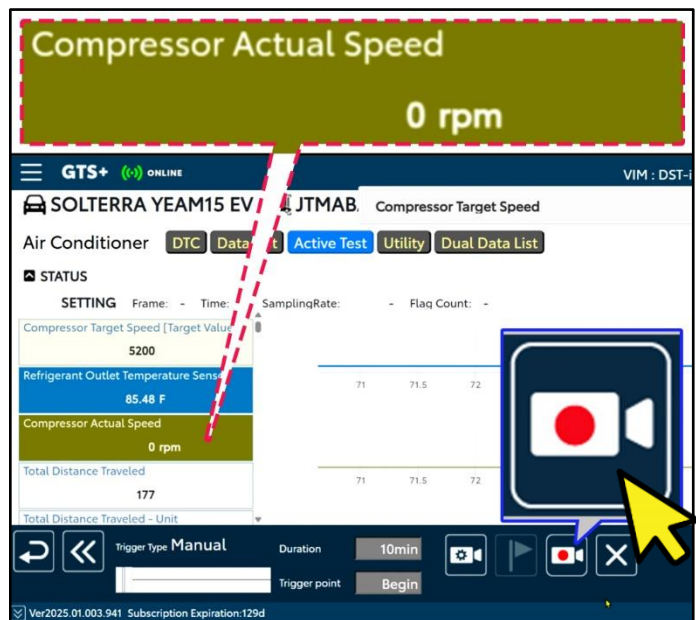 Compressor Actual Speed
0 rpm
GTS+ ONLINE VIM : DST-i
SOLTERRA YEAM15 EV JTMAB. Compressor Target Speed
Air Conditioner DTC Data Active Test Utility Dual Data List
STATUS
SETTING Frame: - Time: SamplingRate: - Flag Count: -
Compressor Target Speed [Target Value
5200
Refrigerant Outlet Temperature Sens
85.48 F
71 71.5 72
Compressor Actual Speed
0 rpm
Total Distance Traveled
177
71 71.5 72
Total Distance Traveled - Unit
Trigger Type Manual Duration 10min
Trigger point Begin
Ver2025.01.003.941 Subscription Expiration:129d